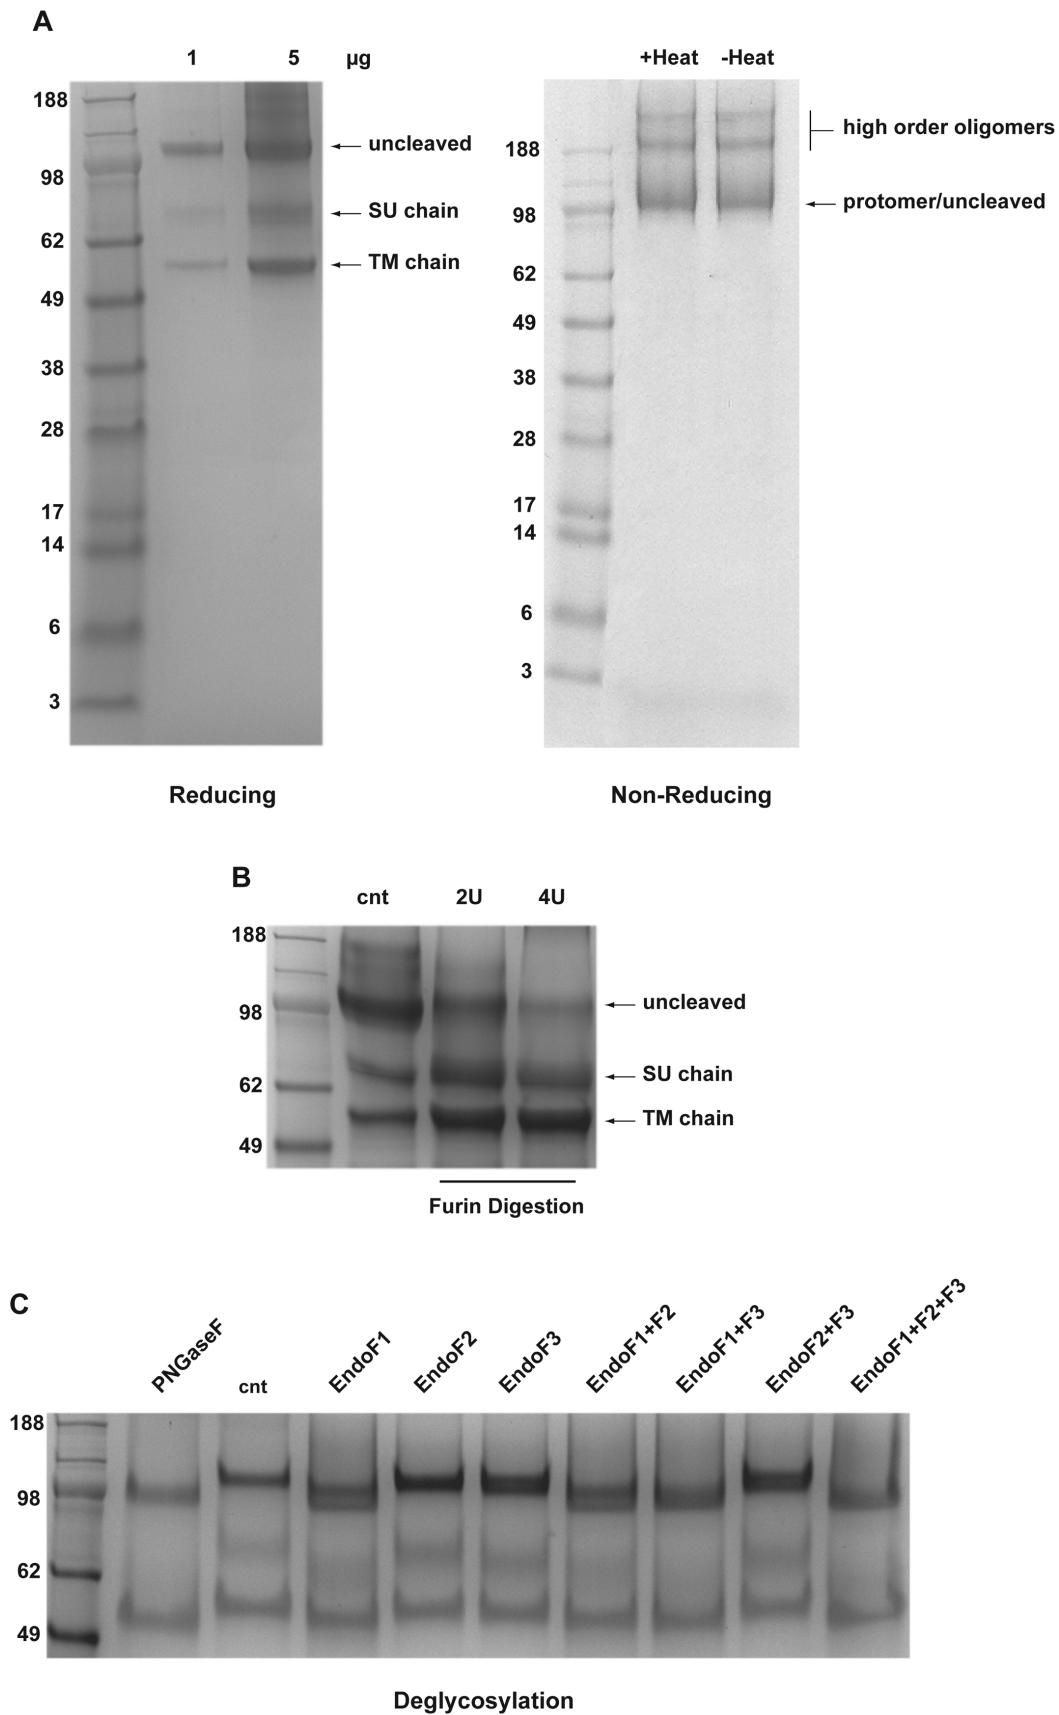 A
1 5 µg
+Heat -Heat
188
98
62
49
38
28
17
14
6
3
uncleaved
SU chain
TM chain
188
98
62
49
38
28
17
14
6
3
high order oligomers
protomer/uncleaved
Reducing
Non-Reducing
B
cnt 2U 4U
188
98
62
49
uncleaved
SU chain
TM chain
Furin Digestion
C
PNGaseF
cnt
EndoF1
EndoF2
EndoF3
EndoF1+F2
EndoF1+F3
EndoF2+F3
EndoF1+F2+F3
188
98
62
49
Deglycosylation